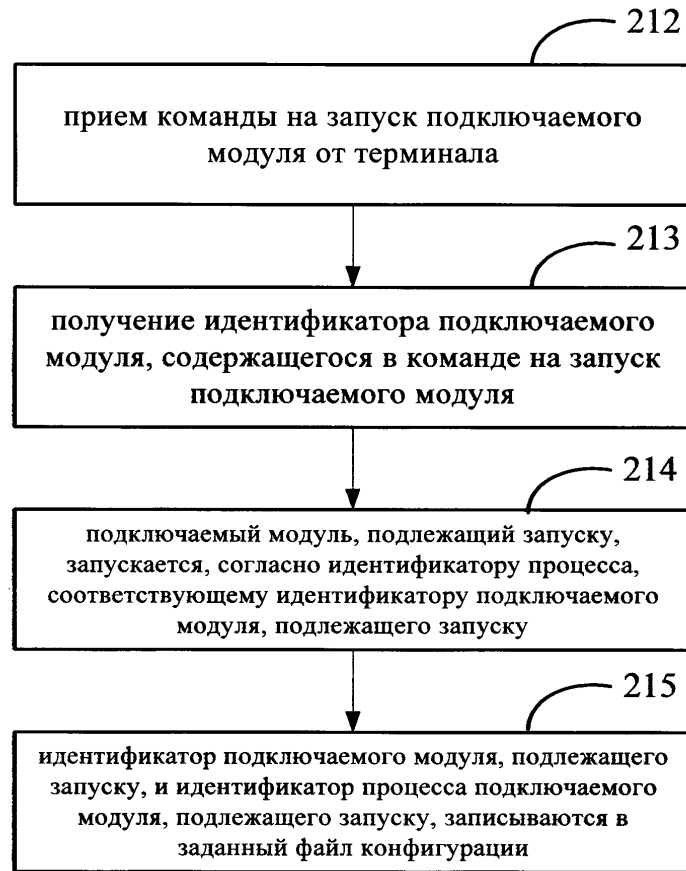 212
прием команды на запуск подключаемого
модуля от терминала
213
получение идентификатора подключаемого
модуля, содержащегося в команде на запуск
подключаемого модуля
214
подключаемый модуль, подлежащий запуску,
запускается, согласно идентификатору процесса,
соответствующему идентификатору подключаемого
модуля, подлежащего запуску
215
идентификатор подключаемого модуля, подлежащего
запуску, и идентификатор процесса подключаемого
модуля, подлежащего запуску, записываются в
заданный файл конфигурации